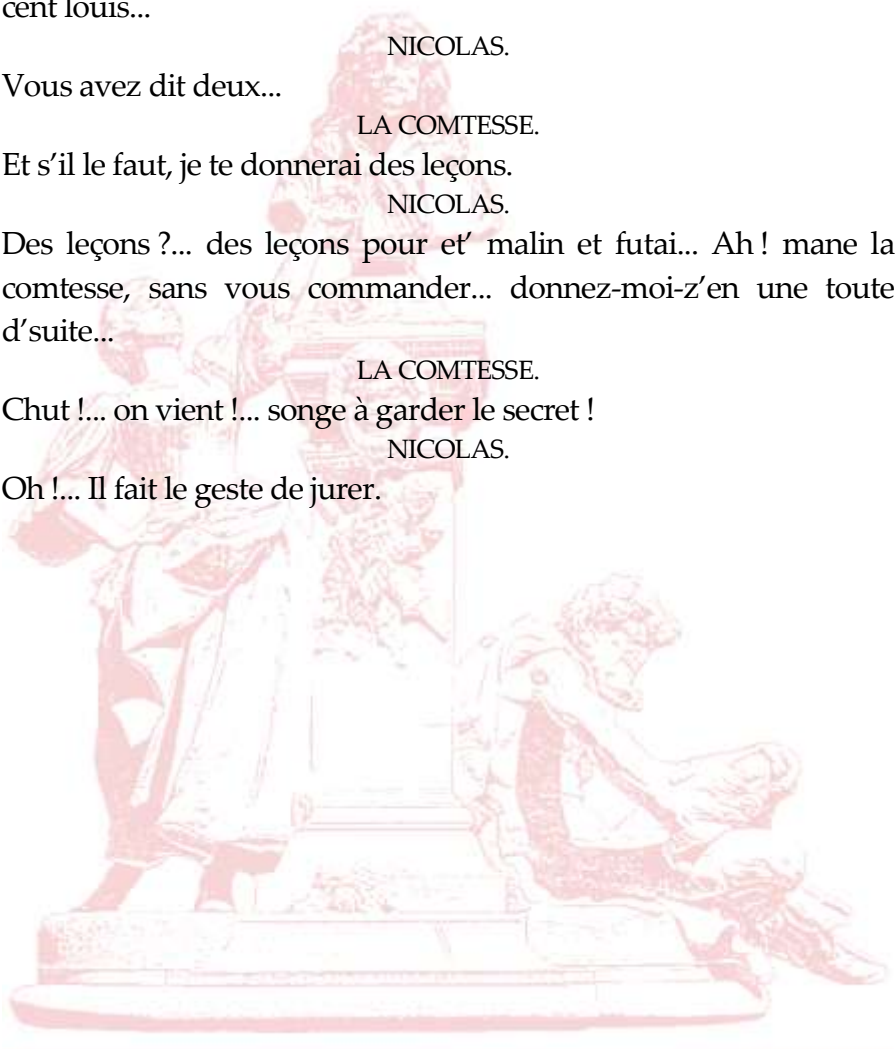 cent louis...
NICOLAS.
Vous avez dit deux...
LA COMTESSE.
Et s’il le faut, je te donnerai des leçons.
NICOLAS.
Des leçons ?... des leçons pour et’ malin et futai... Ah ! mane la
comtesse, sans vous commander... donnez-moi-z’en une toute
d’suite...
LA COMTESSE.
Chut !... on vient !... songe à garder le secret !
NICOLAS.
Oh !... Il fait le geste de jurer.